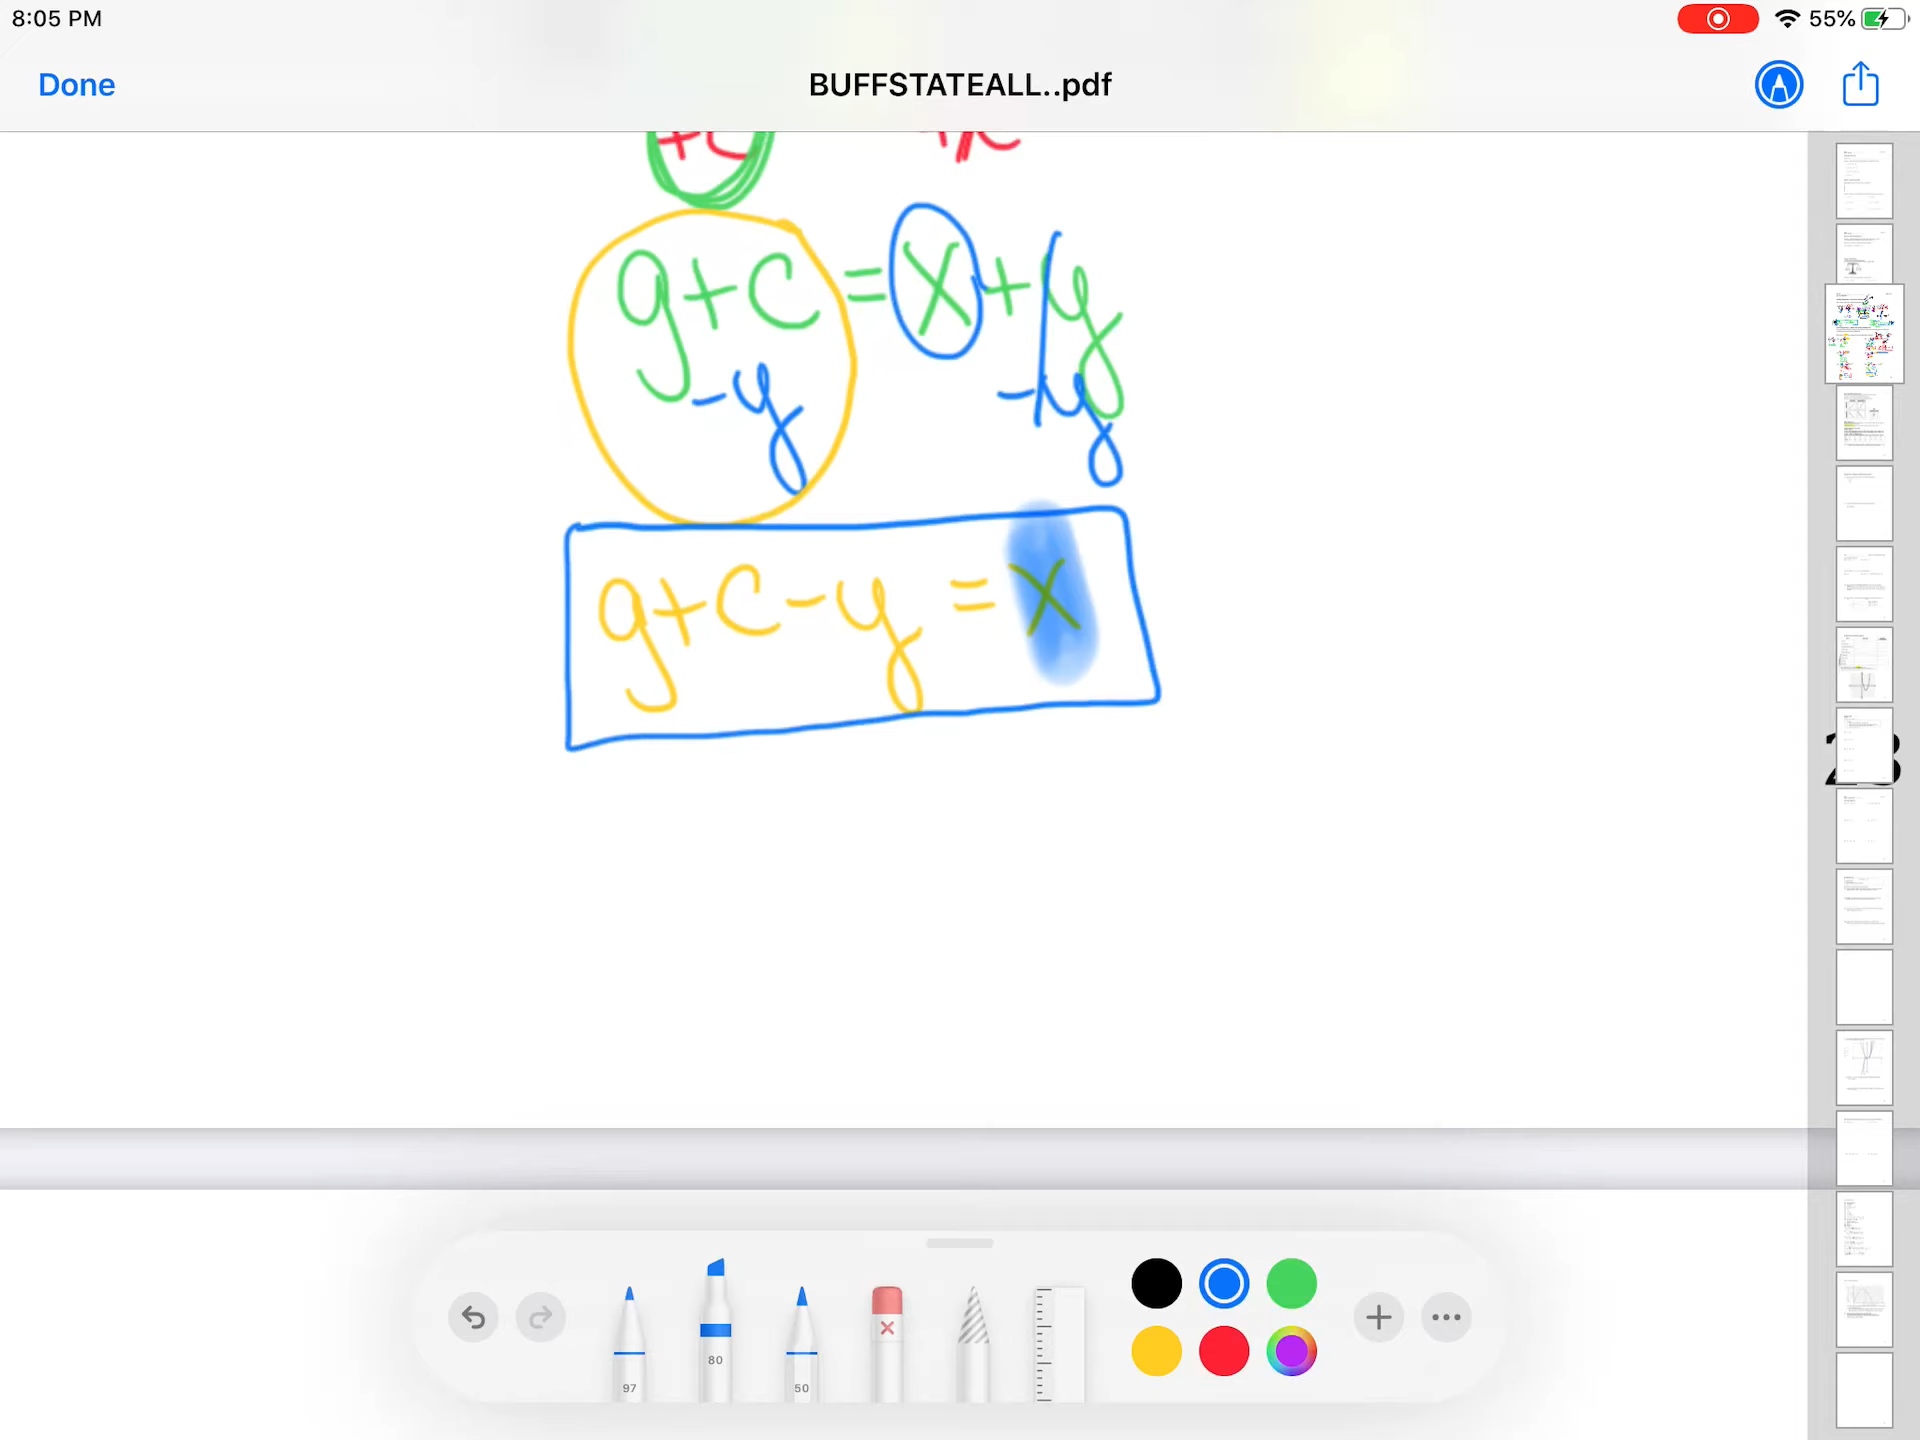 8:05 PM
55%
Done
BUFFSTATEALL..pdf
+c +x
g+c = x + y
-y -y
g+c-y = x
97
80
50